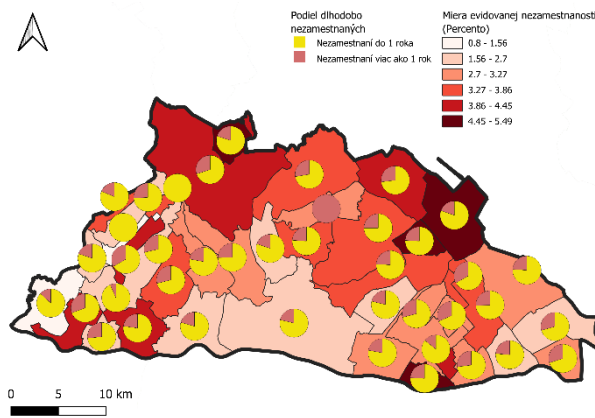 Podiel dlhodobo
nezamestnaných
Nezamestnaní do 1 roka
Nezamestnaní viac ako 1 rok
Miera evidovanej nezamestnanosti
(Percento)
0.8 - 1.56
1.56 - 2.7
2.7 - 3.27
3.27 - 3.86
3.86 - 4.45
4.45 - 5.49
0 5 10 km